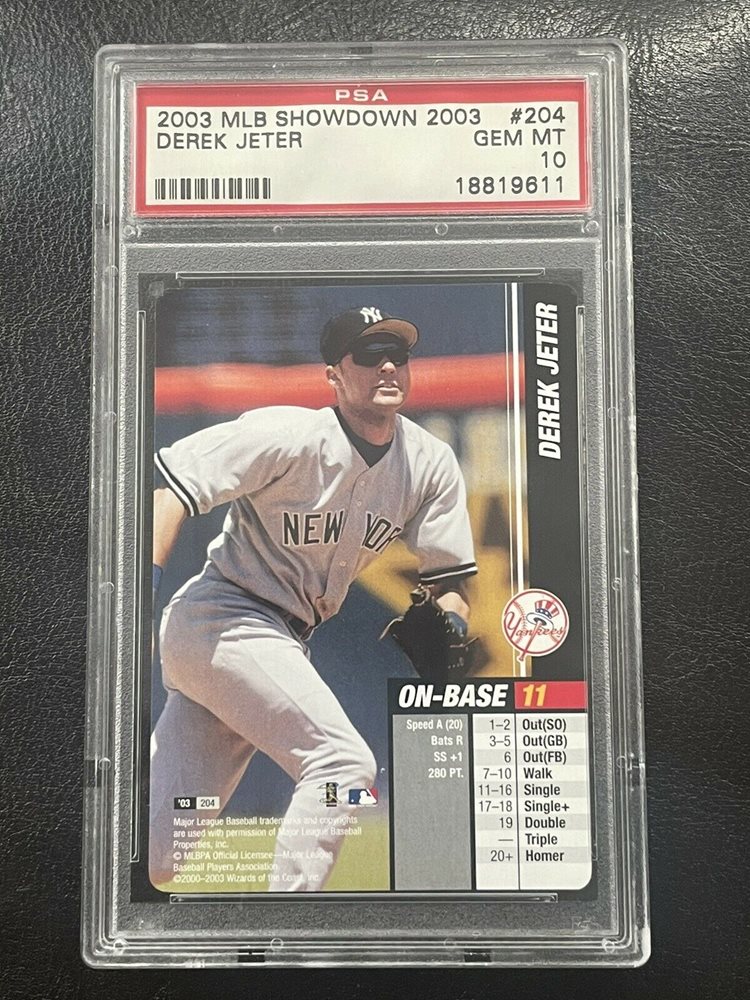 PSA
2003 MLB SHOWDOWN 2003 #204
DEREK JETER GEM MT
10
18819611
NY
NEW YORK
DEREK JETER
Yankees
ON-BASE 11
Speed A (20)
Bats R
SS +1
280 PT.
1–2 Out(SO)
3–5 Out(GB)
6 Out(FB)
7–10 Walk
11–16 Single
17–18 Single+
19 Double
— Triple
20+ Homer
'03 204
Major League Baseball trademarks and copyrights
are used with permission of Major League Baseball
Properties, Inc.
© MLBPA Official Licensee—Major League
Baseball Players Association
©2000–2003 Wizards of the Coast, Inc.